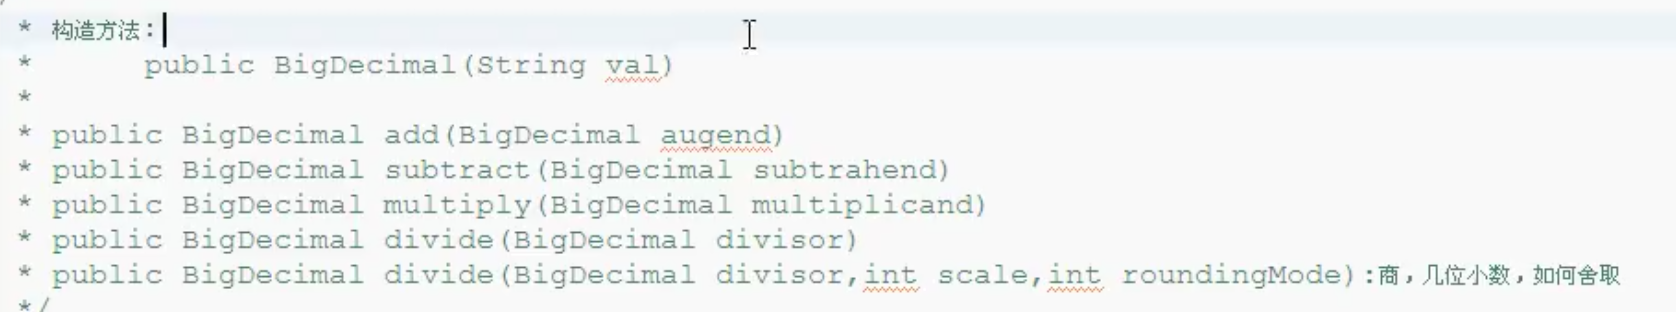 * 构造方法：
* public BigDecimal(String val)
*
* public BigDecimal add(BigDecimal augend)
* public BigDecimal subtract(BigDecimal subtrahend)
* public BigDecimal multiply(BigDecimal multiplicand)
* public BigDecimal divide(BigDecimal divisor)
* public BigDecimal divide(BigDecimal divisor,int scale,int roundingMode):商，几位小数，如何舍取
*/